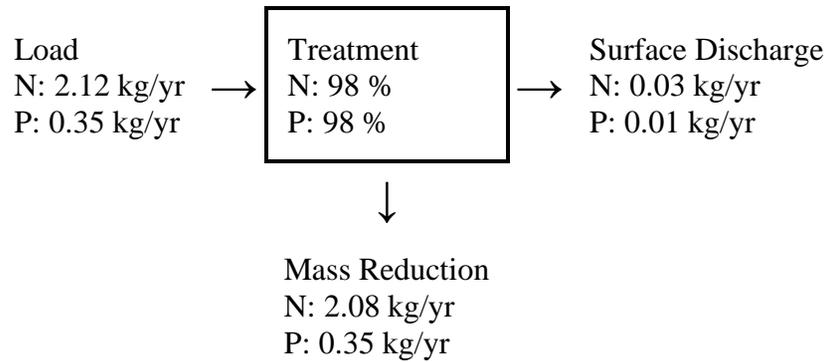 Load
N: 2.12 kg/yr
P: 0.35 kg/yr
Treatment
N: 98 %
P: 98 %
Surface Discharge
N: 0.03 kg/yr
P: 0.01 kg/yr
Mass Reduction
N: 2.08 kg/yr
P: 0.35 kg/yr